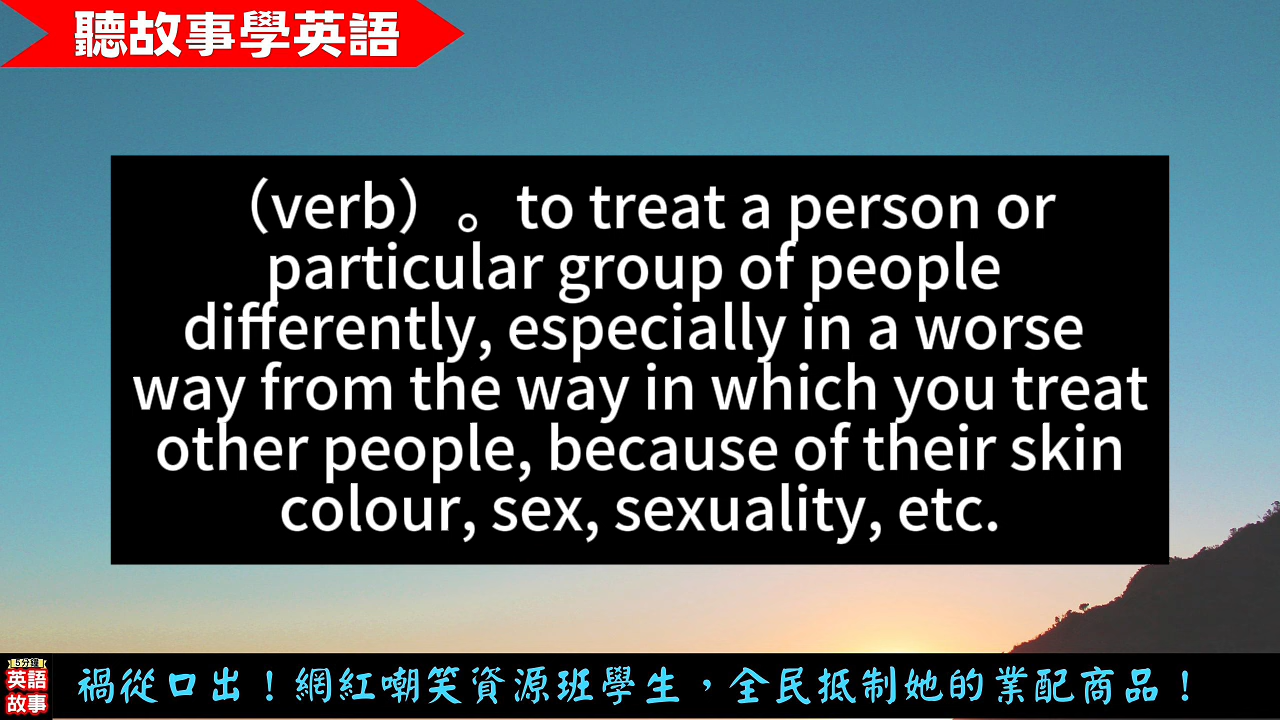 聽故事學英語
（verb）。to treat a person or
particular group of people
differently, especially in a worse
way from the way in which you treat
other people, because of their skin
colour, sex, sexuality, etc.
5分鐘
英語
故事
禍從口出！網紅嘲笑資源班學生，全民抵制她的業配商品！